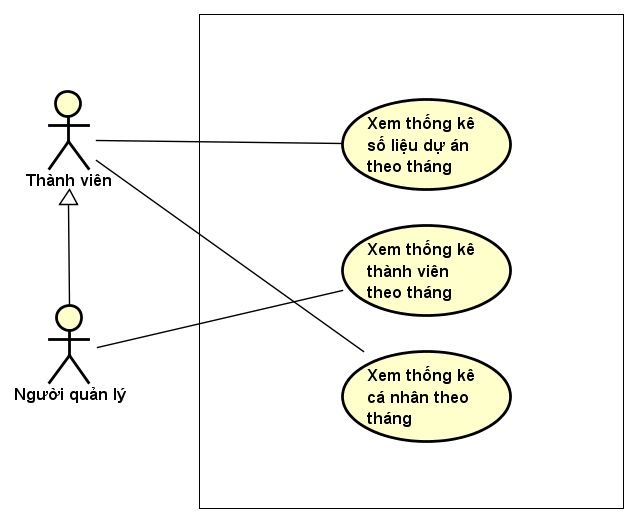 Thành viên
Người quản lý
Xem thống kê
số liệu dự án
theo tháng
Xem thống kê
thành viên
theo tháng
Xem thống kê
cá nhân theo
tháng